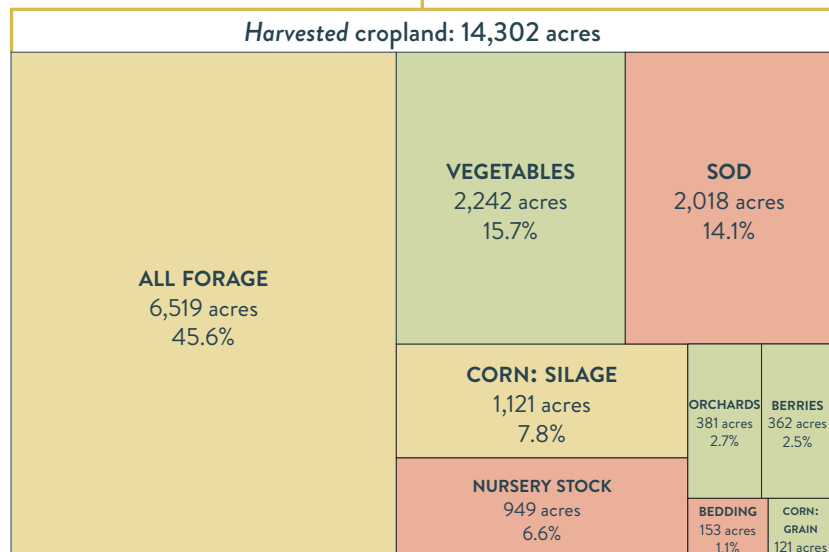 Harvested cropland: 14,302 acres
ALL FORAGE
6,519 acres
45.6%
VEGETABLES
2,242 acres
15.7%
SOD
2,018 acres
14.1%
CORN: SILAGE
1,121 acres
7.8%
NURSERY STOCK
949 acres
6.6%
ORCHARDS
381 acres
2.7%
BERRIES
362 acres
2.5%
BEDDING
153 acres
1.1%
CORN:
GRAIN
121 acres